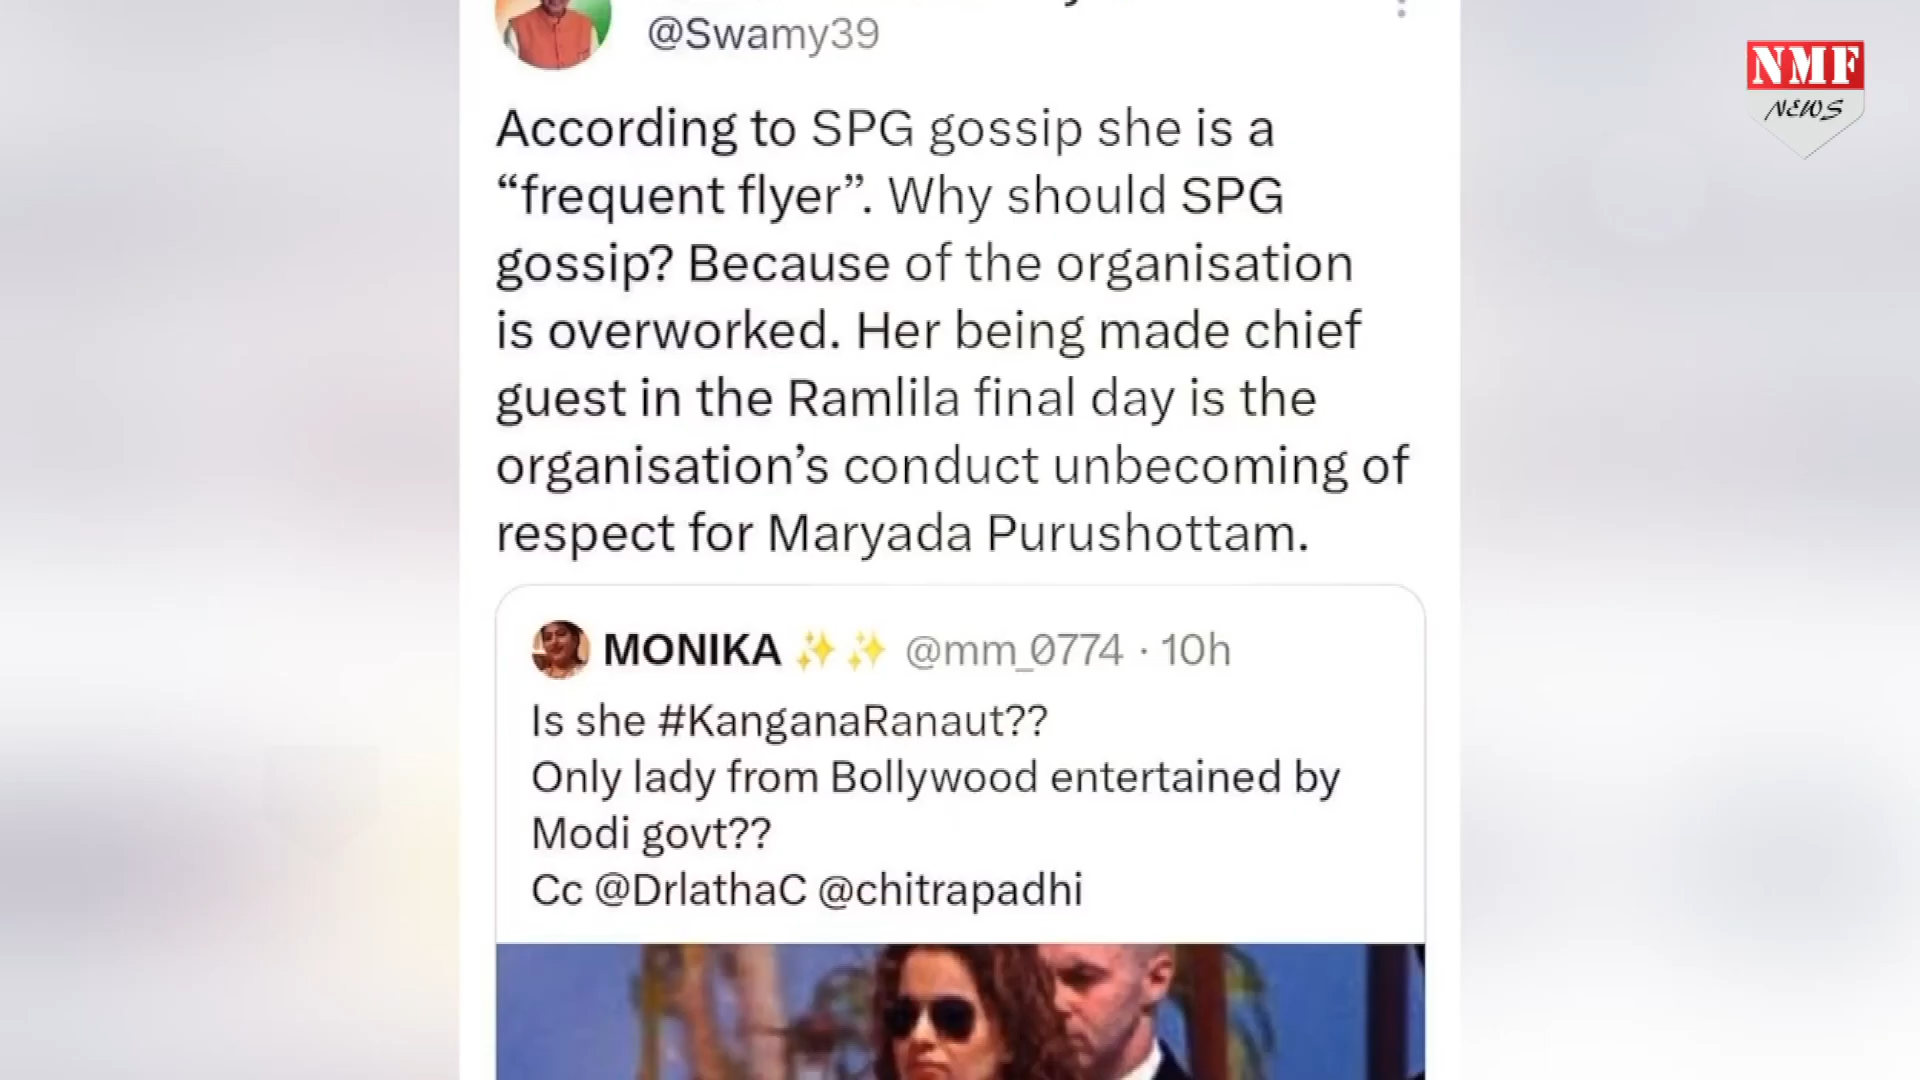 @Swamy39
NMF
NEWS
According to SPG gossip she is a
“frequent flyer”. Why should SPG
gossip? Because of the organisation
is overworked. Her being made chief
guest in the Ramlila final day is the
organisation’s conduct unbecoming of
respect for Maryada Purushottam.
MONIKA ✨✨ @mm_0774 · 10h
Is she #KanganaRanaut??
Only lady from Bollywood entertained by
Modi govt??
Cc @DrlathaC @chitrapadhi